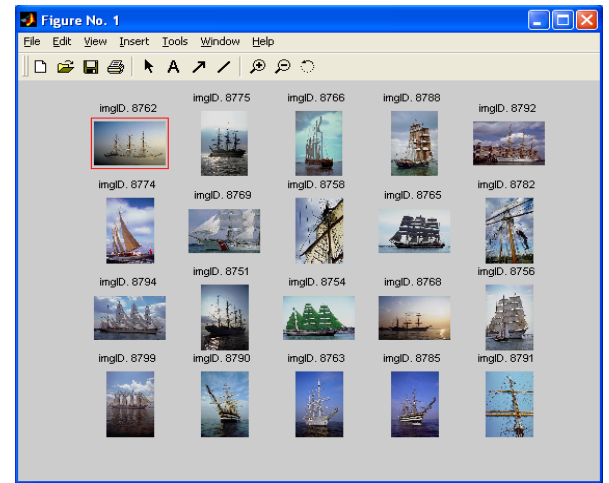 Figure No. 1
File Edit View Insert Tools Window Help
imgID. 8762 imgID. 8775 imgID. 8766 imgID. 8788 imgID. 8792
imgID. 8774 imgID. 8769 imgID. 8758 imgID. 8765 imgID. 8782
imgID. 8794 imgID. 8751 imgID. 8754 imgID. 8768 imgID. 8756
imgID. 8799 imgID. 8790 imgID. 8763 imgID. 8785 imgID. 8791